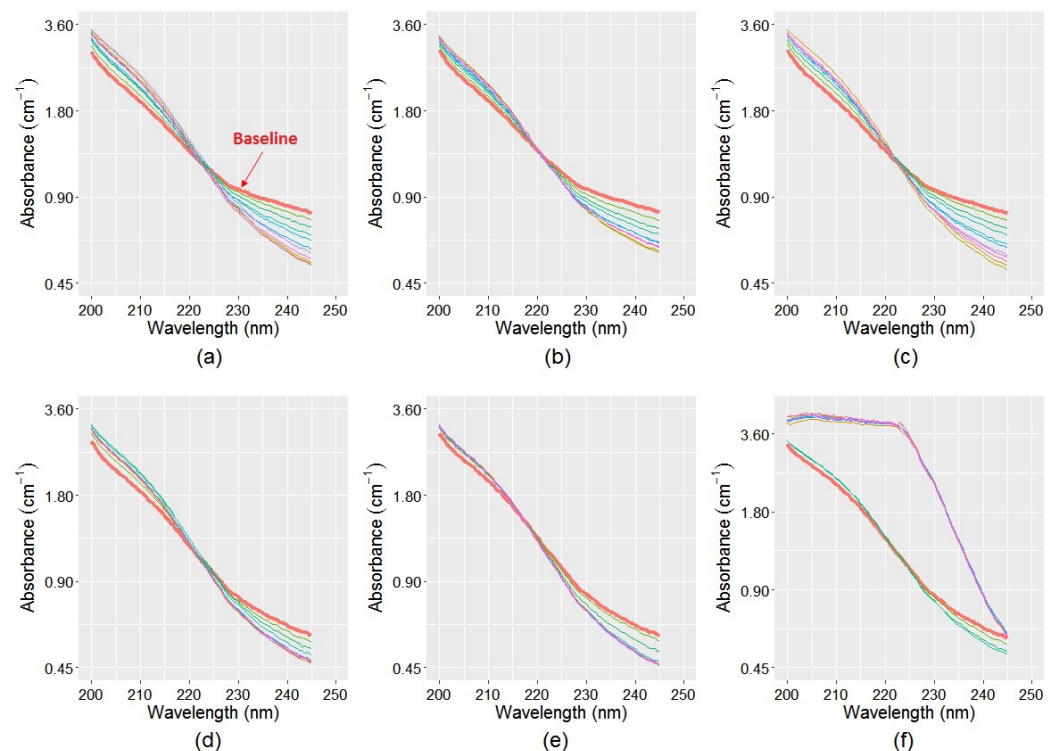 3.60
1.80
0.90
0.45
Absorbance (cm⁻¹)
Baseline
200 210 220 230 240 250
Wavelength (nm)
(a)
3.60
1.80
0.90
0.45
Absorbance (cm⁻¹)
200 210 220 230 240 250
Wavelength (nm)
(b)
3.60
1.80
0.90
0.45
Absorbance (cm⁻¹)
200 210 220 230 240 250
Wavelength (nm)
(c)
3.60
1.80
0.90
0.45
Absorbance (cm⁻¹)
200 210 220 230 240 250
Wavelength (nm)
(d)
3.60
1.80
0.90
0.45
Absorbance (cm⁻¹)
200 210 220 230 240 250
Wavelength (nm)
(e)
3.60
1.80
0.90
0.45
Absorbance (cm⁻¹)
200 210 220 230 240 250
Wavelength (nm)
(f)